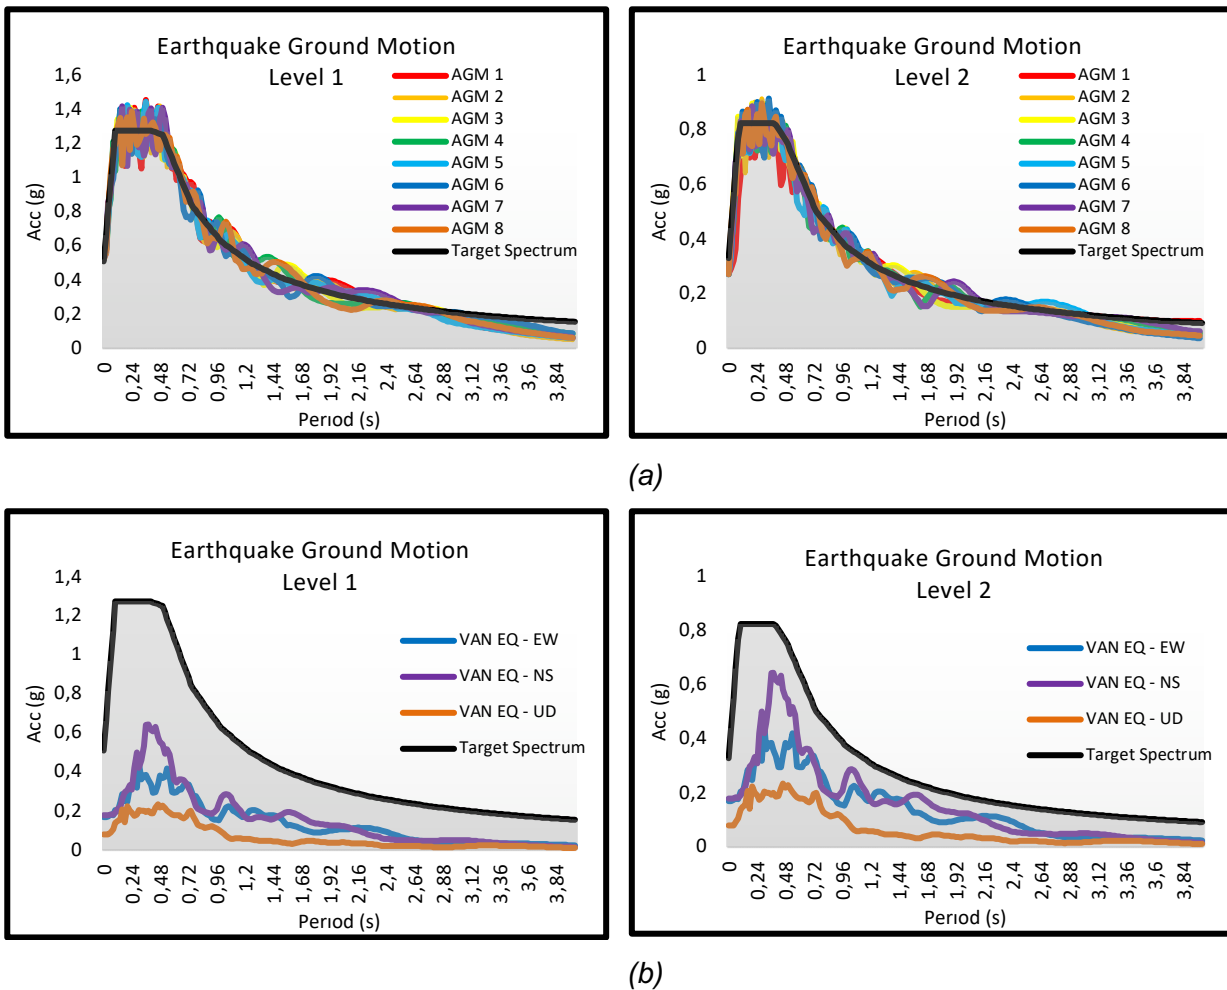 Earthquake Ground Motion
Level 1
1,6
1,4
1,2
1
0,8
0,6
0,4
0,2
0
Acc (g)
AGM 1
AGM 2
AGM 3
AGM 4
AGM 5
AGM 6
AGM 7
AGM 8
Target Spectrum
0
0,24
0,48
0,72
0,96
1,2
1,44
1,68
1,92
2,16
2,4
2,64
2,88
3,12
3,36
3,6
3,84
Period (s)
Earthquake Ground Motion
Level 2
1
0,8
0,6
0,4
0,2
0
Acc (g)
AGM 1
AGM 2
AGM 3
AGM 4
AGM 5
AGM 6
AGM 7
AGM 8
Target Spectrum
0
0,24
0,48
0,72
0,96
1,2
1,44
1,68
1,92
2,16
2,4
2,64
2,88
3,12
3,36
3,6
3,84
Period (s)
(a)
Earthquake Ground Motion
Level 1
1,4
1,2
1
0,8
0,6
0,4
0,2
0
Acc (g)
VAN EQ - EW
VAN EQ - NS
VAN EQ - UD
Target Spectrum
0
0,24
0,48
0,72
0,96
1,2
1,44
1,68
1,92
2,16
2,4
2,64
2,88
3,12
3,36
3,6
3,84
Period (s)
Earthquake Ground Motion
Level 2
1
0,8
0,6
0,4
0,2
0
Acc (g)
VAN EQ - EW
VAN EQ - NS
VAN EQ - UD
Target Spectrum
0
0,24
0,48
0,72
0,96
1,2
1,44
1,68
1,92
2,16
2,4
2,64
2,88
3,12
3,36
3,6
3,84
Period (s)
(b)